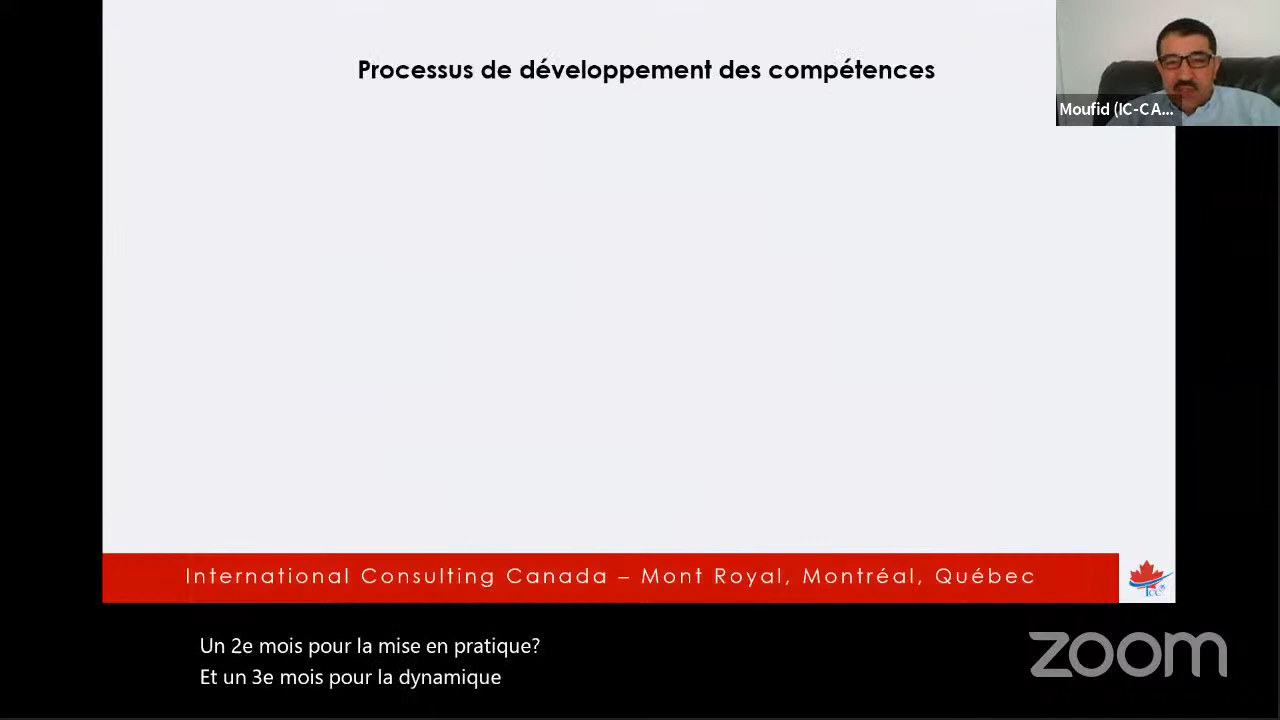 Processus de développement des compétences
Moufid (IC-CA...
International Consulting Canada – Mont Royal, Montréal, Québec
Icc
Un 2e mois pour la mise en pratique?
Et un 3e mois pour la dynamique
zoom